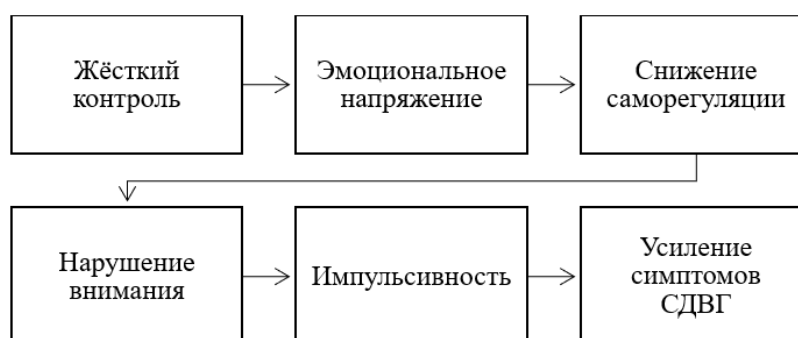 Жёсткий
контроль
Эмоциональное
напряжение
Снижение
саморегуляции
Нарушение
внимания
Импульсивность
Усиление
симптомов
СДВГ